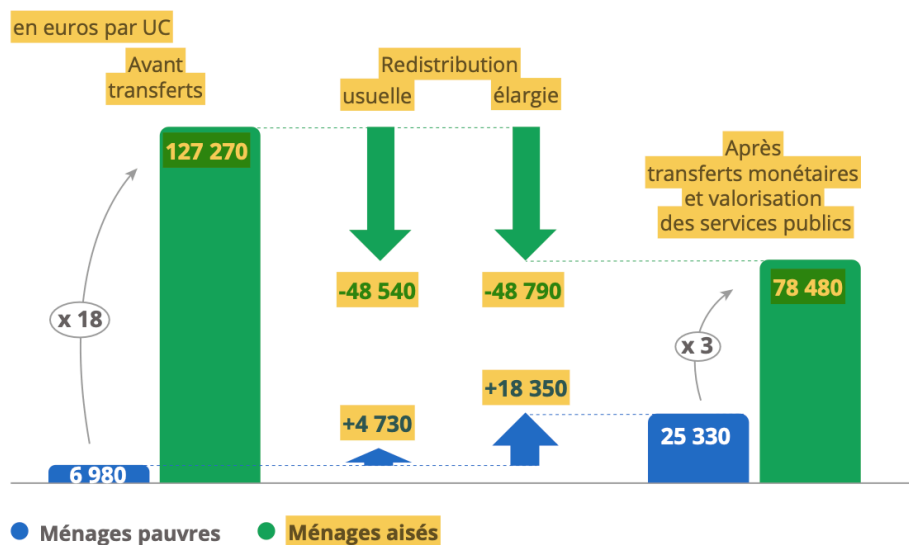 en euros par UC
Avant
transferts
Redistribution
usuelle
élargie
127 270
Après
transferts monétaires
et valorisation
des services publics
-48 540
-48 790
78 480
x 18
x 3
+18 350
+4 730
25 330
6 980
Ménages pauvres
Ménages aisés